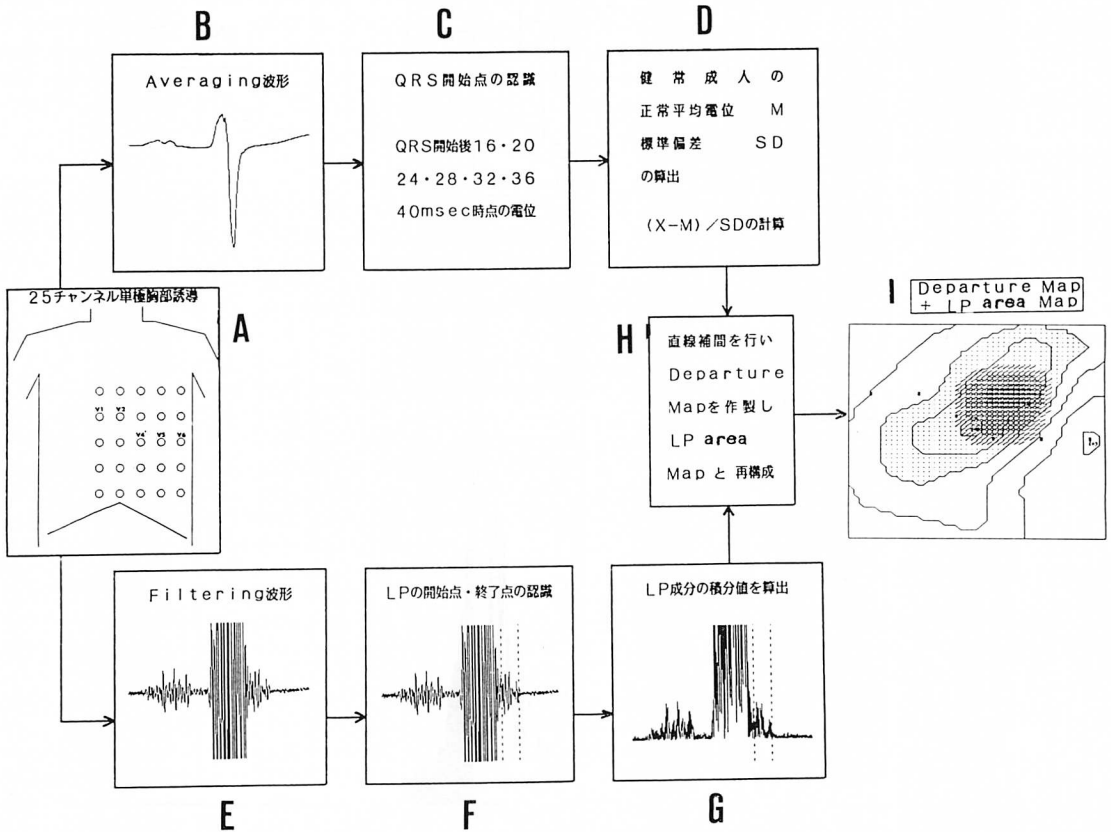 B
Averaging波形
C
QRS開始点の認識
QRS開始後16・20
24・28・32・36
40msec時点の電位
D
健常成人の
正常平均電位 M
標準偏差 SD
の算出
(X-M)/SDの計算
25チャンネル単極胸部誘導
A
V5
V6
H
直線補間を行い
Departure
Mapを作製し
LP area
Mapと再構成
I
Departure Map
+ LP area Map
Filtering波形
E
LPの開始点・終了点の認識
F
LP成分の積分値を算出
G